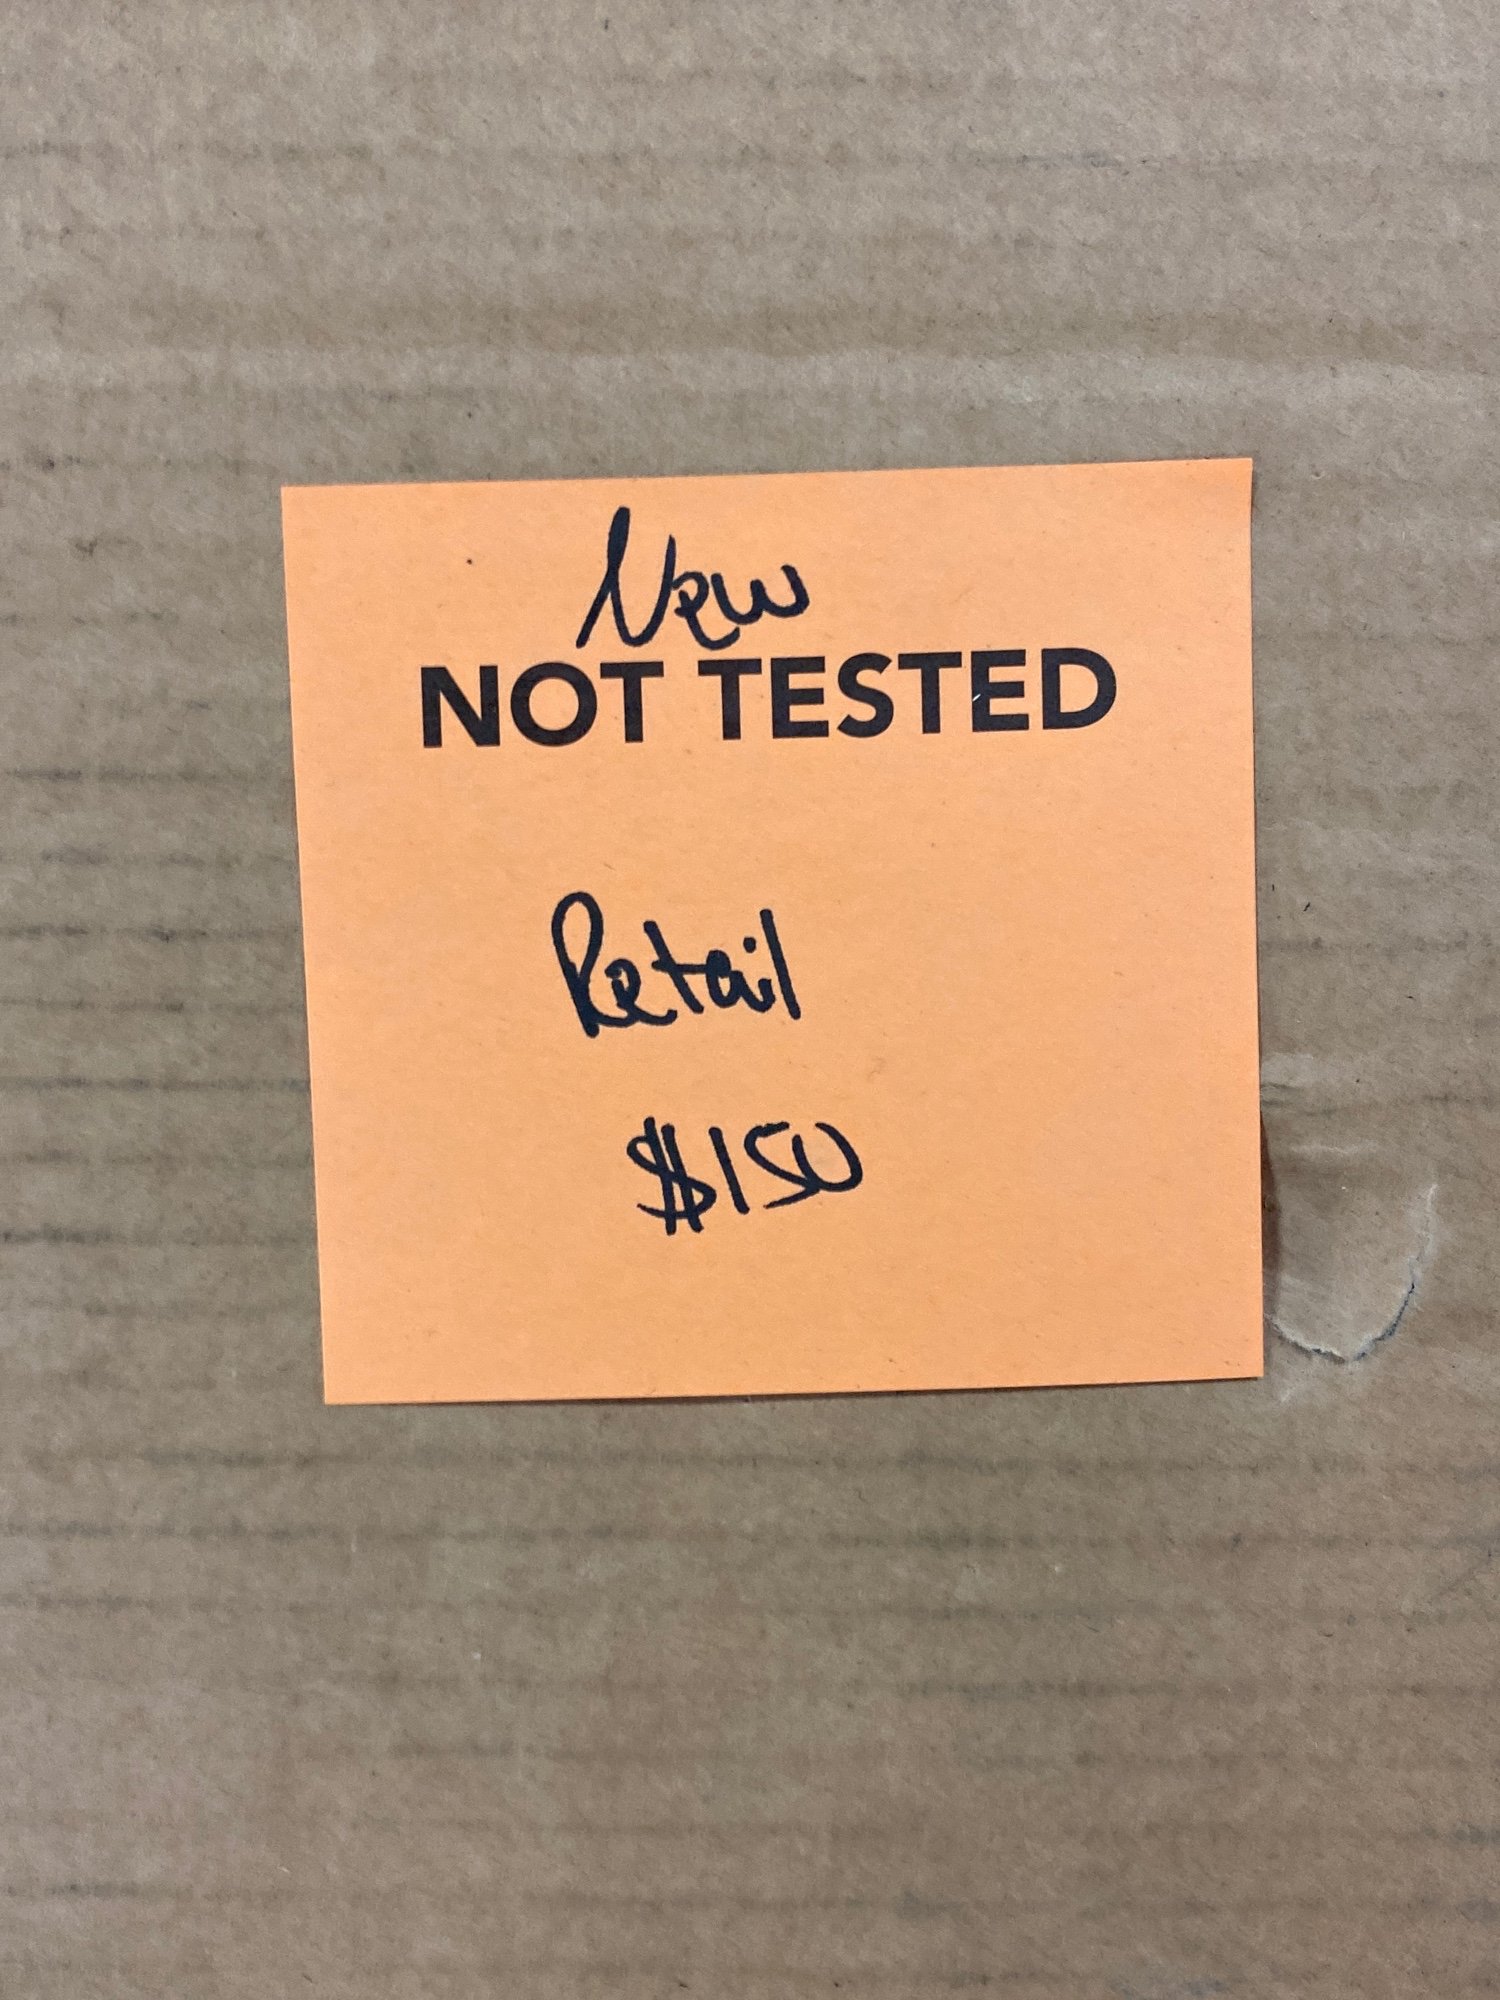 New
NOT TESTED
Retail
$150